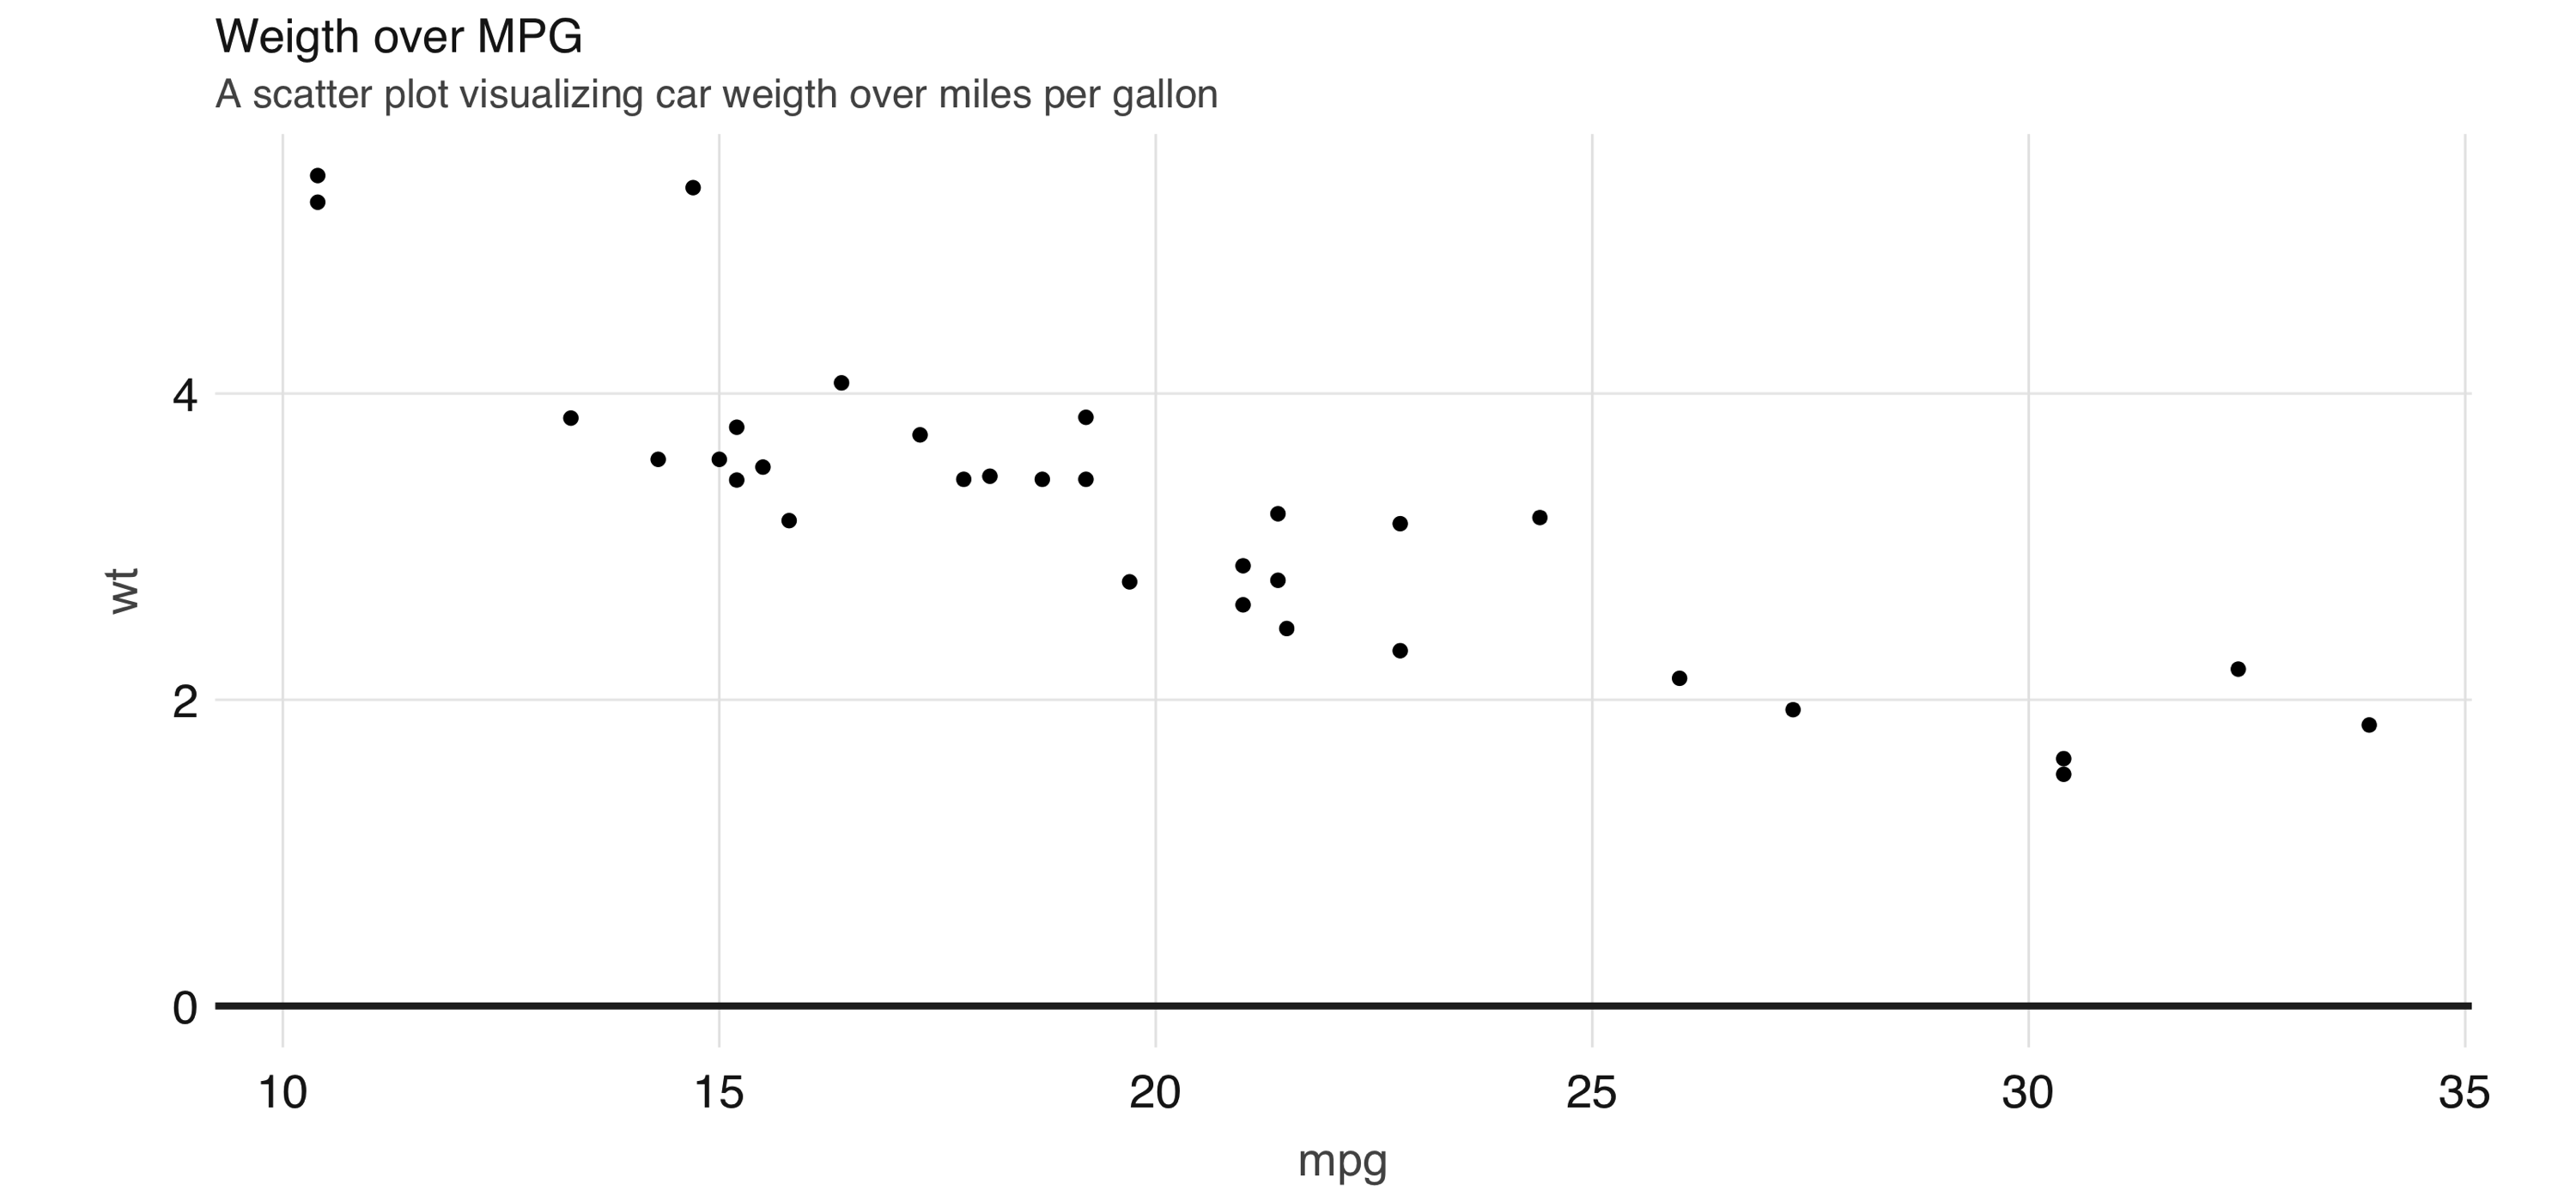 Weigth over MPG
A scatter plot visualizing car weigth over miles per gallon
4
2
0
wt
10 15 20 25 30 35
mpg